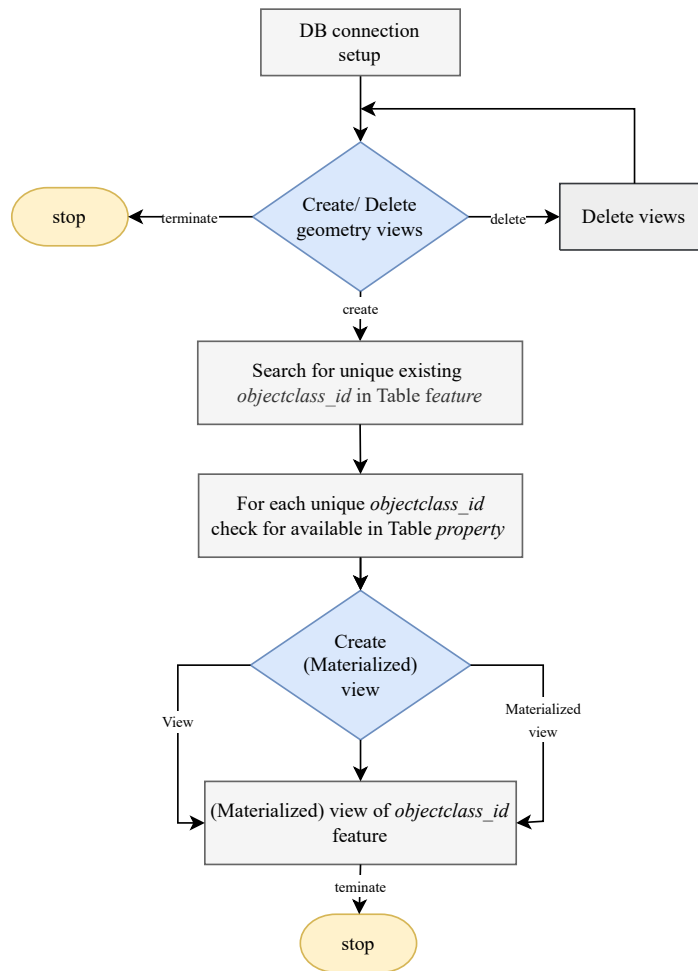 DB connection
setup
Create/ Delete
geometry views
terminate
stop
delete
Delete views
create
Search for unique existing
objectclass_id in Table feature
For each unique objectclass_id
check for available in Table property
Create
(Materialized)
view
View
Materialized
view
(Materialized) view of objectclass_id
feature
teminate
stop